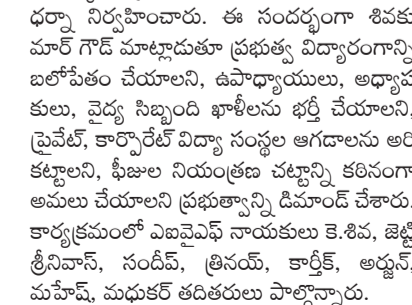 ధర్నా నిర్వహించారు. ఈ సందర్భంగా శివకు
మార్ గౌడ్ మాట్లాడుతూ ప్రభుత్వ విద్యారంగాన్ని
బలోపేతం చేయాలని, ఉపాధ్యాయులు, అధ్యాప
కులు, వైద్య సిబ్బంది ఖాళీలను భర్తీ చేయాలని,
ప్రైవేట్, కార్పొరేట్ విద్యా సంస్థల ఆగడాలను అరి
కట్టాలని, ఫీజుల నియంత్రణ చట్టాన్ని కఠినంగా
అమలు చేయాలని ప్రభుత్వాన్ని డిమాండ్ చేశారు.
కార్యక్రమంలో ఎఐవైఎఫ్ నాయకులు కె.శివ, జెట్టి
శ్రీనివాస్, సందీప్, త్రినయ్, కార్తీక్, అర్జున్,
మహేష్, మధుకర్ తదితరులు పాల్గొన్నారు.